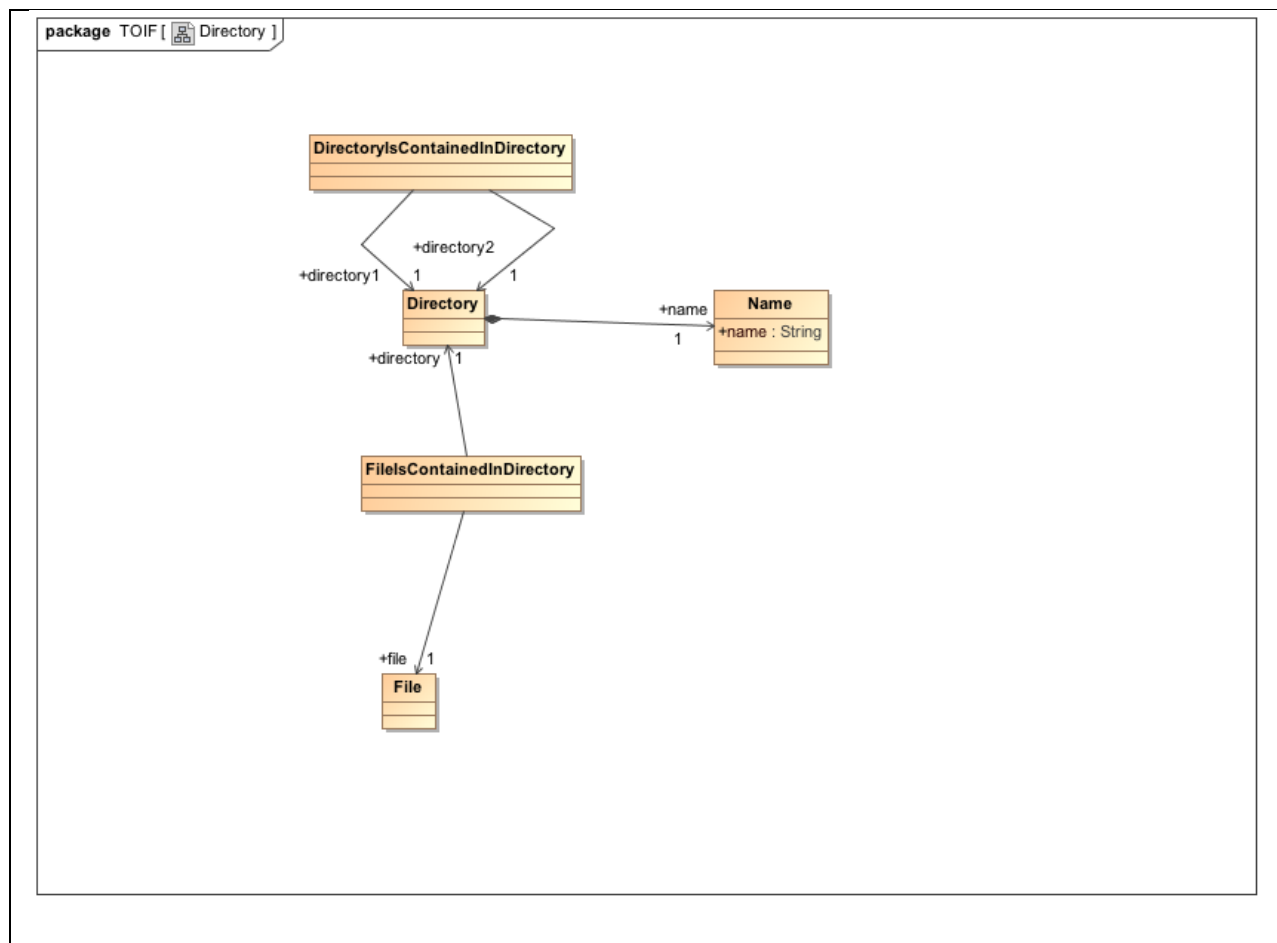 package TOIF [ Directory ]
DirectoryIsContainedInDirectory
+directory2
+directory1 1 1
Directory
Name
+name
+name : String
1
+directory 1
FileIsContainedInDirectory
+file 1
File